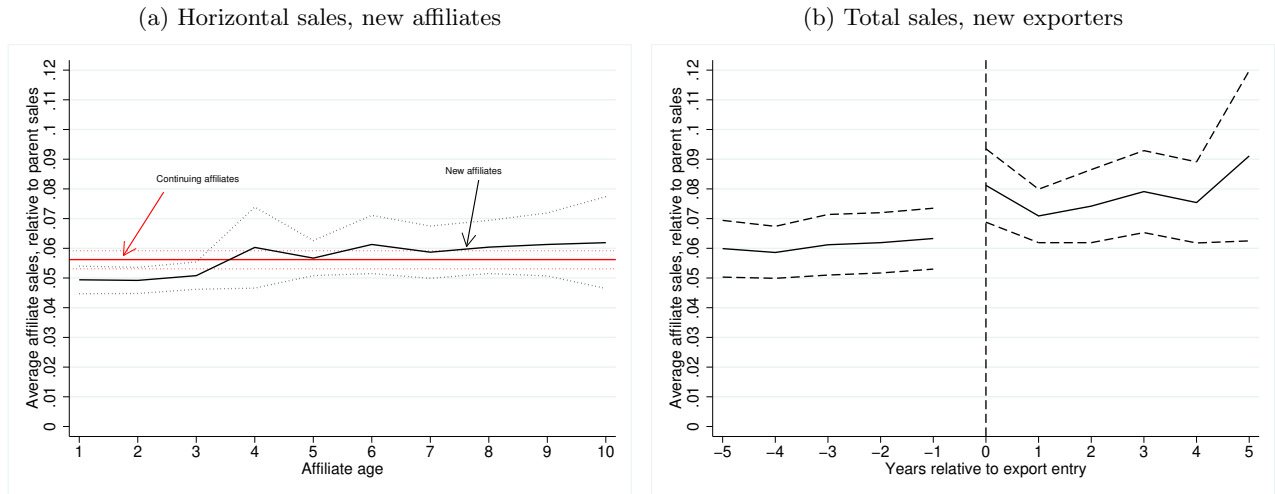 (a) Horizontal sales, new affiliates
Average affiliate sales, relative to parent sales
.12
.11
.1
.09
.08
.07
.06
.05
.04
.03
.02
.01
0
Continuing affiliates
New affiliates
1 2 3 4 5 6 7 8 9 10
Affiliate age
(b) Total sales, new exporters
Average affiliate sales, relative to parent sales
.12
.11
.1
.09
.08
.07
.06
.05
.04
.03
.02
.01
0
−5 −4 −3 −2 −1 0 1 2 3 4 5
Years relative to export entry